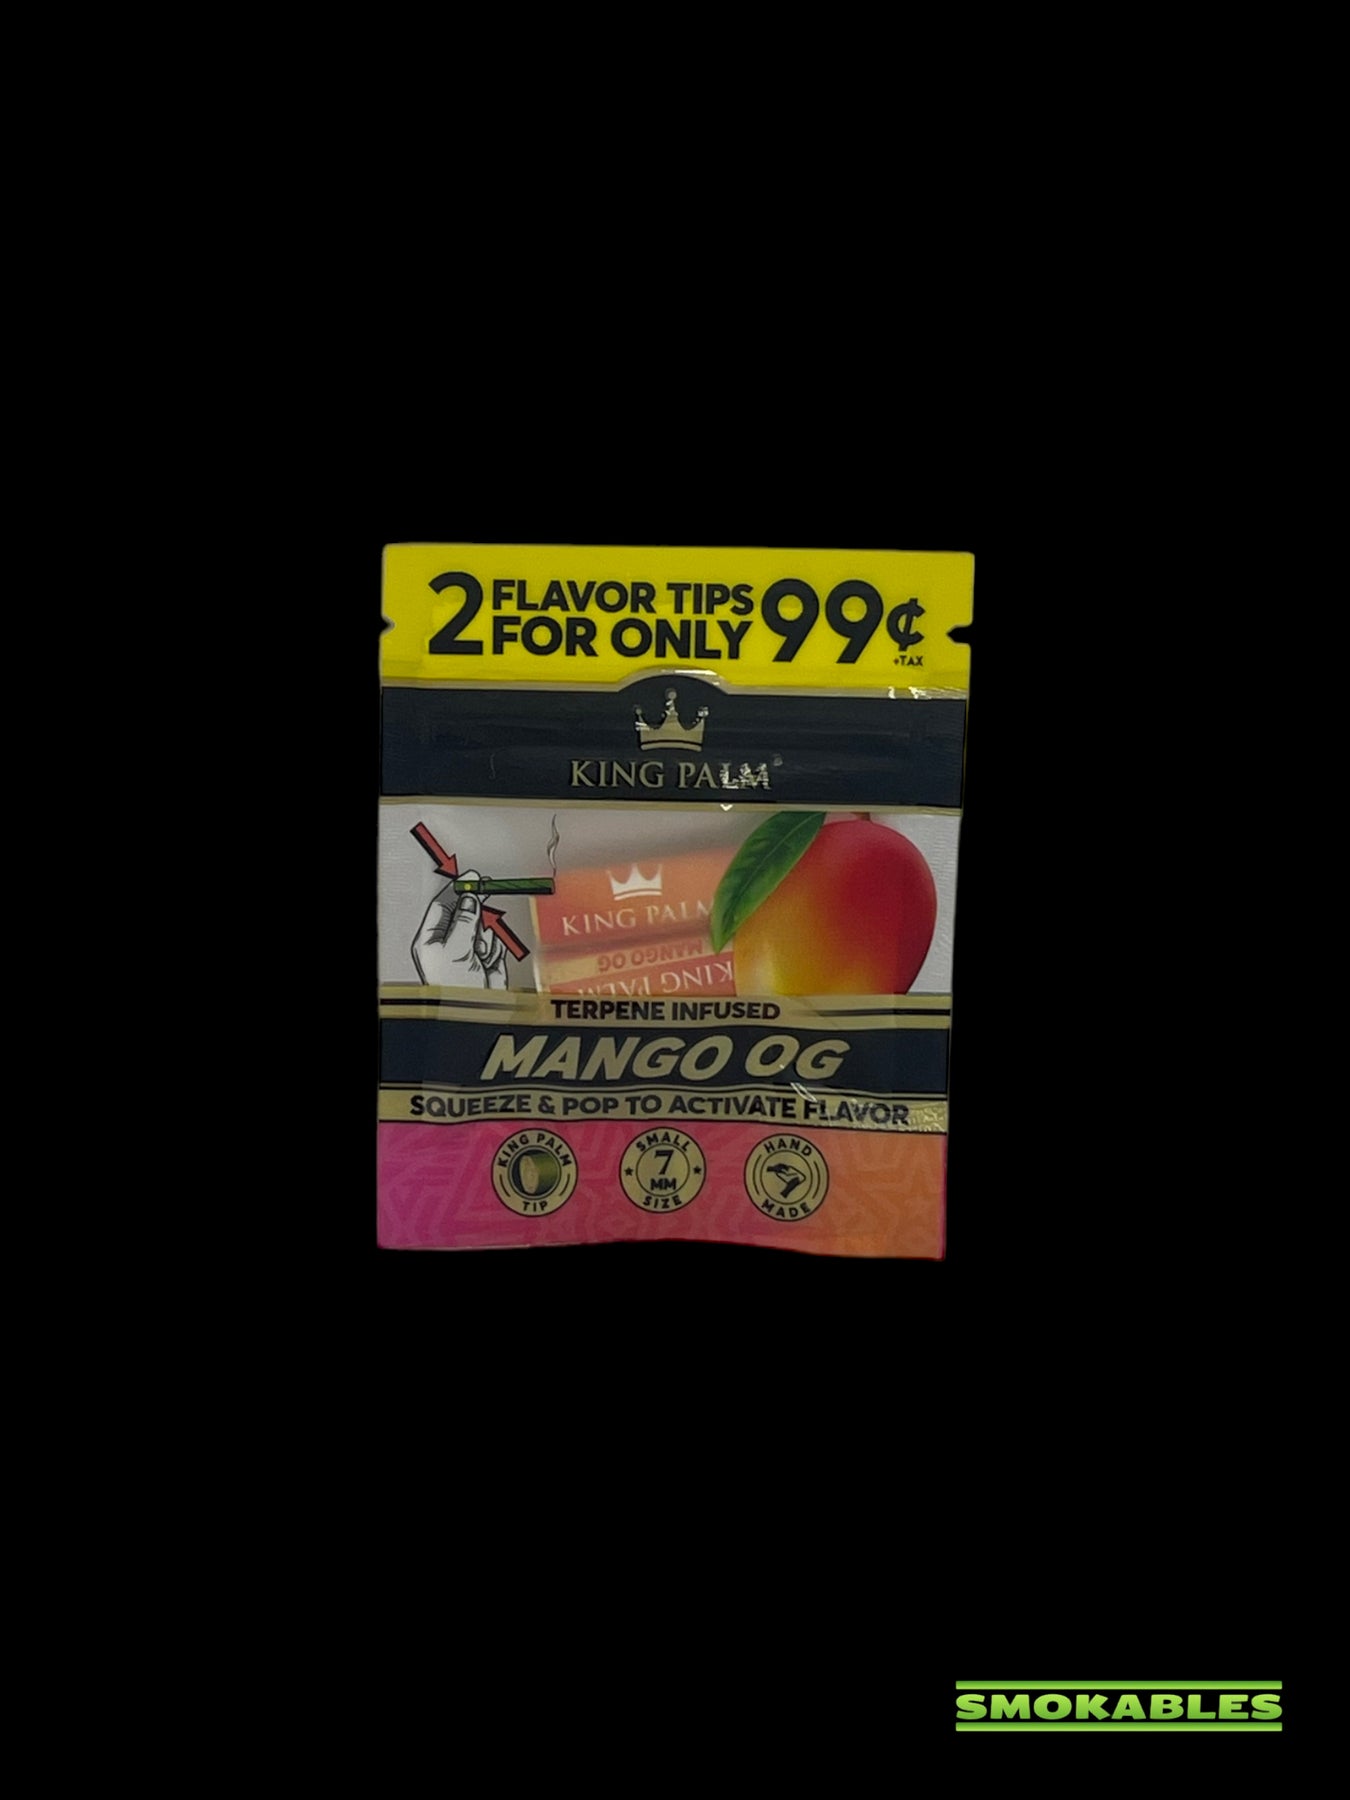 2 FLAVOR TIPS
FOR ONLY 99¢
+TAX
KING PALM
KING PALM
MANGO OG
KING PALM
TERPENE INFUSED
MANGO OG
SQUEEZE & POP TO ACTIVATE FLAVOR
KING PALM TIP
SMALL 7 MM SIZE
HAND MADE
SMOKABLES